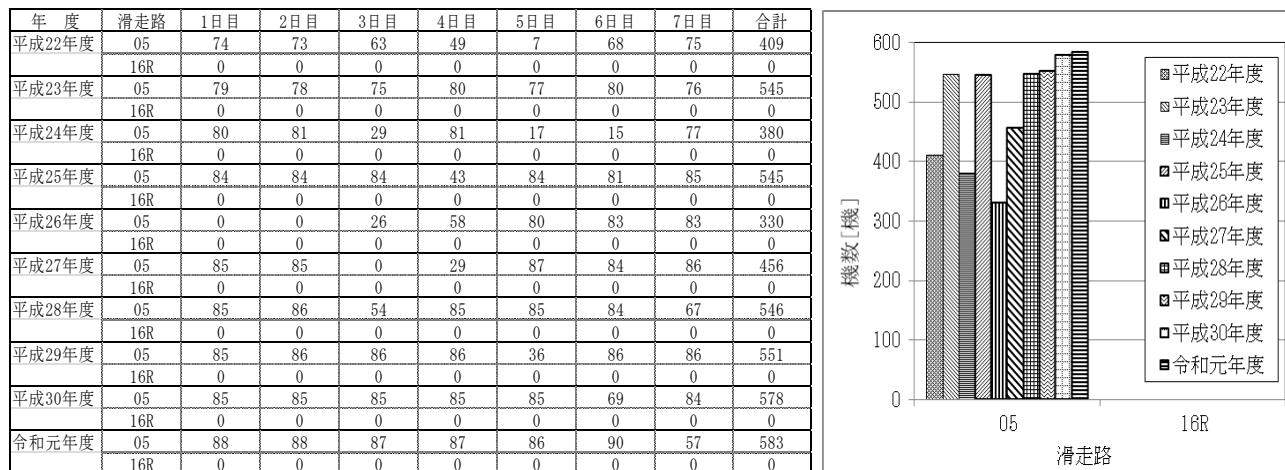 年　度 滑走路 1日目 2日目 3日目 4日目 5日目 6日目 7日目 合計
平成22年度 05 74 73 63 49 7 68 75 409
16R 0 0 0 0 0 0 0 0
平成23年度 05 79 78 75 80 77 80 76 545
16R 0 0 0 0 0 0 0 0
平成24年度 05 80 81 29 81 17 15 77 380
16R 0 0 0 0 0 0 0 0
平成25年度 05 84 84 84 43 84 81 85 545
16R 0 0 0 0 0 0 0 0
平成26年度 05 0 0 26 58 80 83 83 330
16R 0 0 0 0 0 0 0 0
平成27年度 05 85 85 0 29 87 84 86 456
16R 0 0 0 0 0 0 0 0
平成28年度 05 85 86 54 85 85 84 67 546
16R 0 0 0 0 0 0 0 0
平成29年度 05 85 86 86 86 36 86 86 551
16R 0 0 0 0 0 0 0 0
平成30年度 05 85 85 85 85 85 69 84 578
16R 0 0 0 0 0 0 0 0
令和元年度 05 88 88 87 87 86 90 57 583
16R 0 0 0 0 0 0 0 0
600
500
400
300
200
100
0
機数[機]
05 16R
滑走路
平成22年度
平成23年度
平成24年度
平成25年度
平成26年度
平成27年度
平成28年度
平成29年度
平成30年度
令和元年度